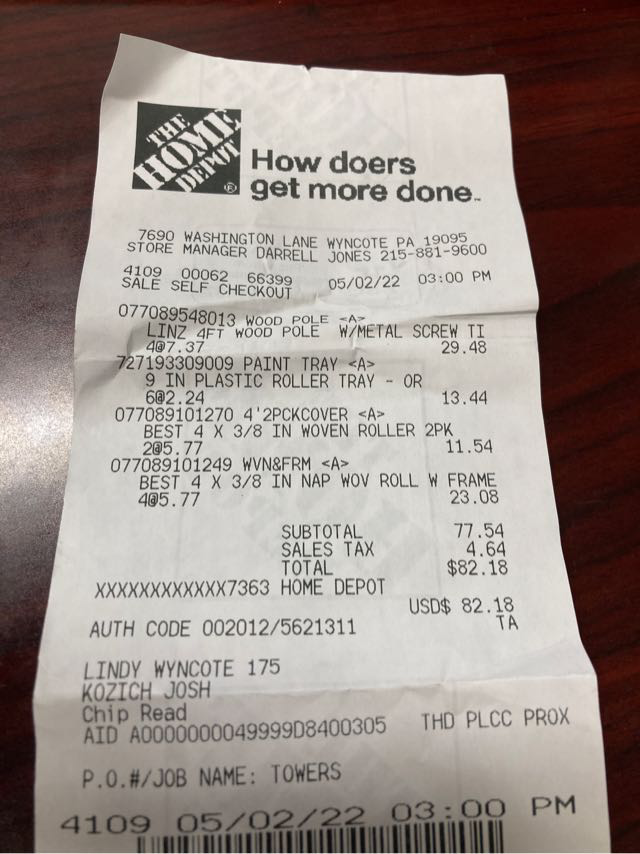 THE
HOME
DEPOT
®
How doers
get more done™
7690 WASHINGTON LANE WYNCOTE PA 19095
STORE MANAGER DARRELL JONES 215-881-9600
4109 00062 66399 05/02/22 03:00 PM
SALE SELF CHECKOUT
077089548013 WOOD POLE <A>
LINZ 4FT WOOD POLE W/METAL SCREW TI
4@7.37 29.48
727193309009 PAINT TRAY <A>
9 IN PLASTIC ROLLER TRAY - OR
6@2.24 13.44
077089101270 4'2PCKCOVER <A>
BEST 4 X 3/8 IN WOVEN ROLLER 2PK
2@5.77 11.54
077089101249 WVN&FRM <A>
BEST 4 X 3/8 IN NAP WOV ROLL W FRAME
4@5.77 23.08
SUBTOTAL 77.54
SALES TAX 4.64
TOTAL $82.18
XXXXXXXXXXXX7363 HOME DEPOT
USD$ 82.18
AUTH CODE 002012/5621311 TA
LINDY WYNCOTE 175
KOZICH JOSH
Chip Read
AID A0000000049999D8400305 THD PLCC PROX
P.O.#/JOB NAME: TOWERS
4109 05/02/22 03:00 PM